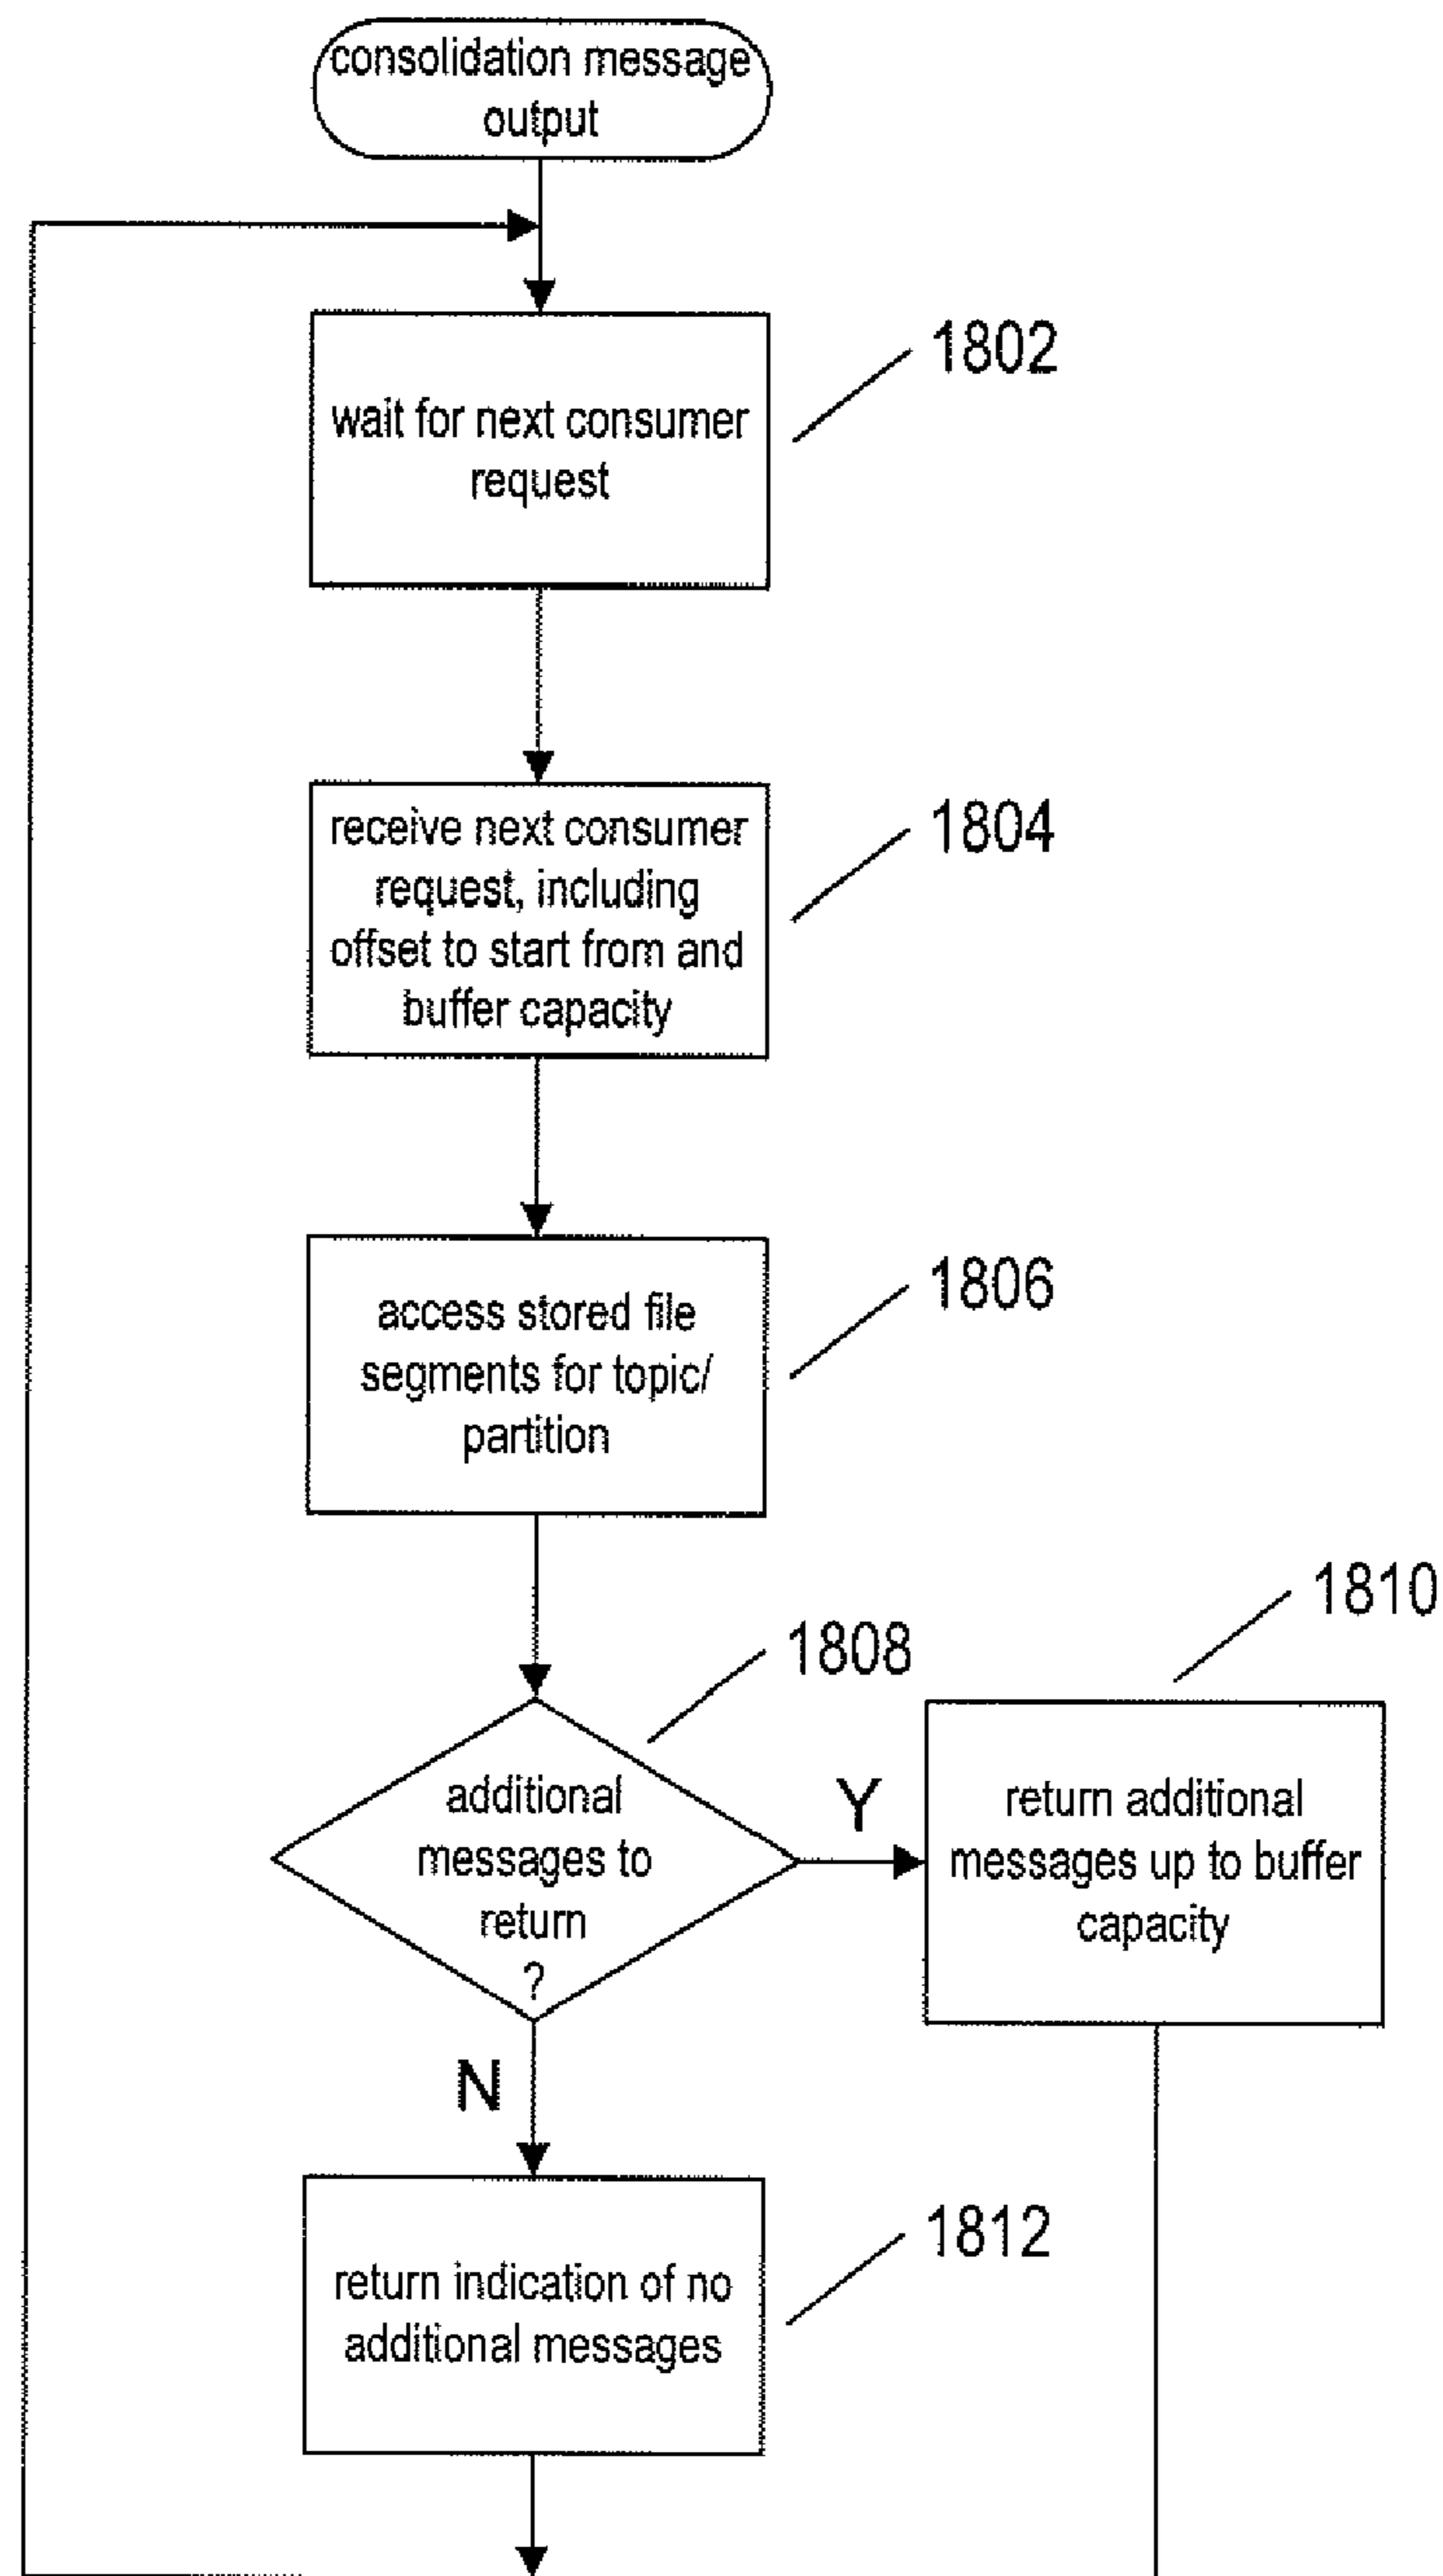 consolidation message
output
1802
wait for next consumer
request
1804
receive next consumer
request, including
offset to start from and
buffer capacity
1806
access stored file
segments for topic/
partition
1810
1808
additional
messages to
return
?
Y
return additional
messages up to buffer
capacity
N
1812
return indication of no
additional messages